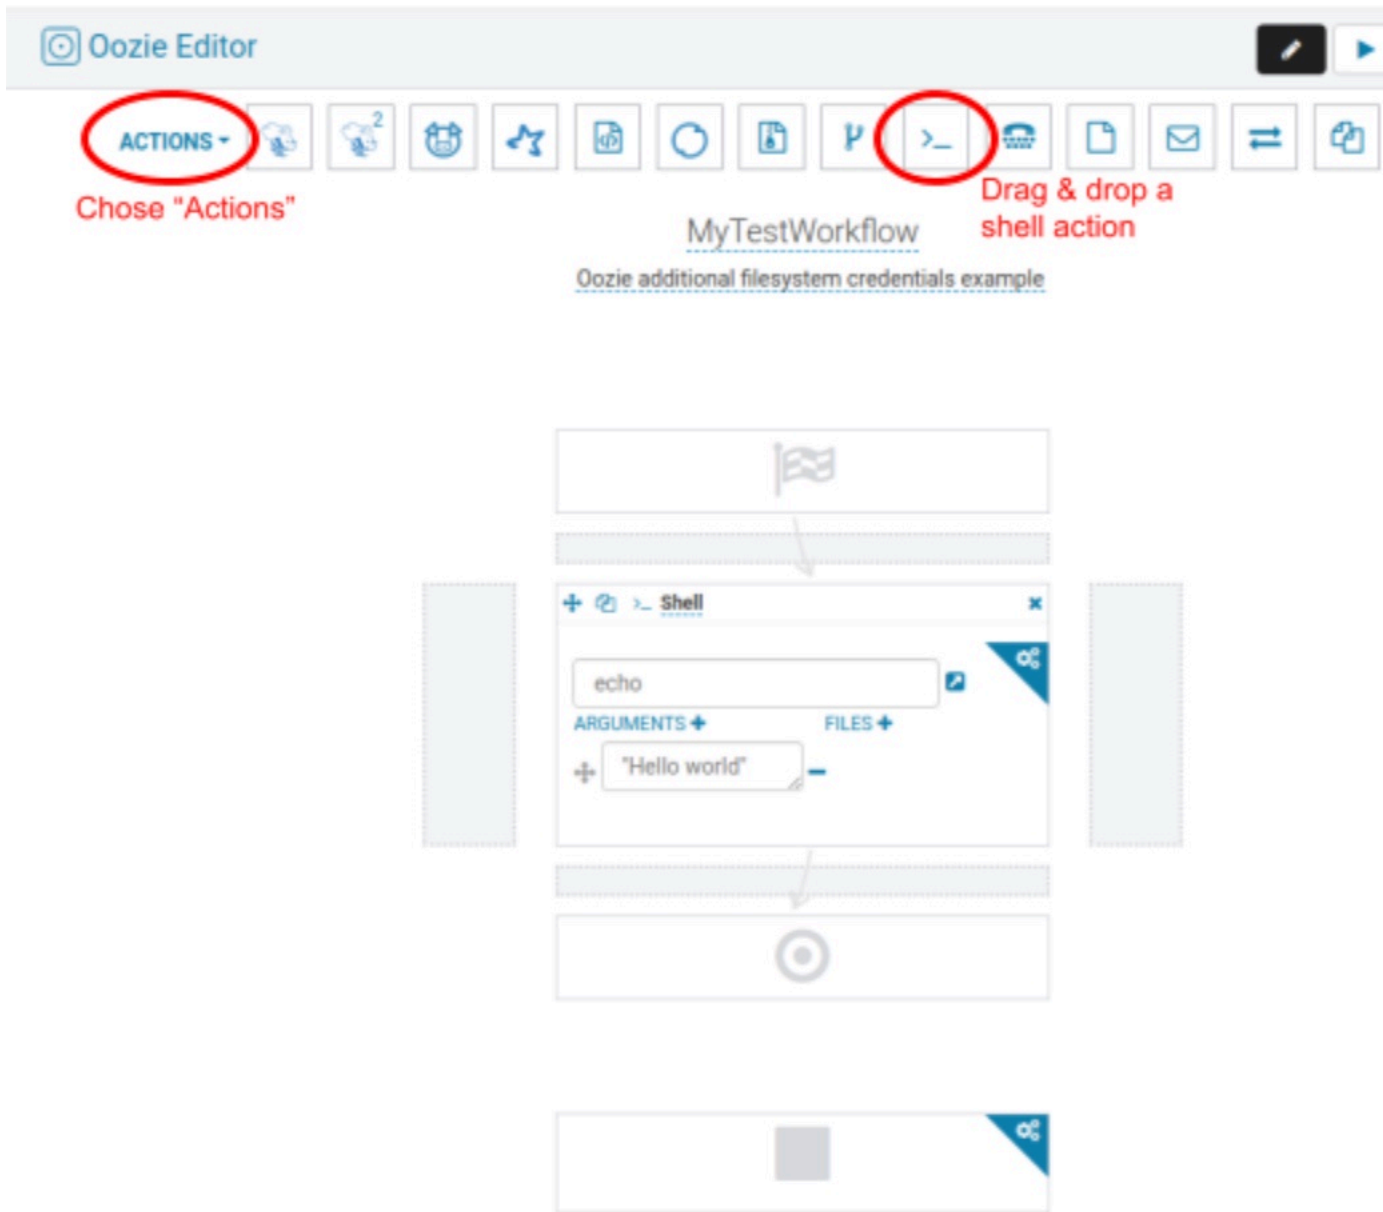 Oozie Editor
ACTIONS
2
>_
Chose "Actions"
Drag & drop a
shell action
MyTestWorkflow
Oozie additional filesystem credentials example
>_ Shell
echo
ARGUMENTS + FILES +
"Hello world"